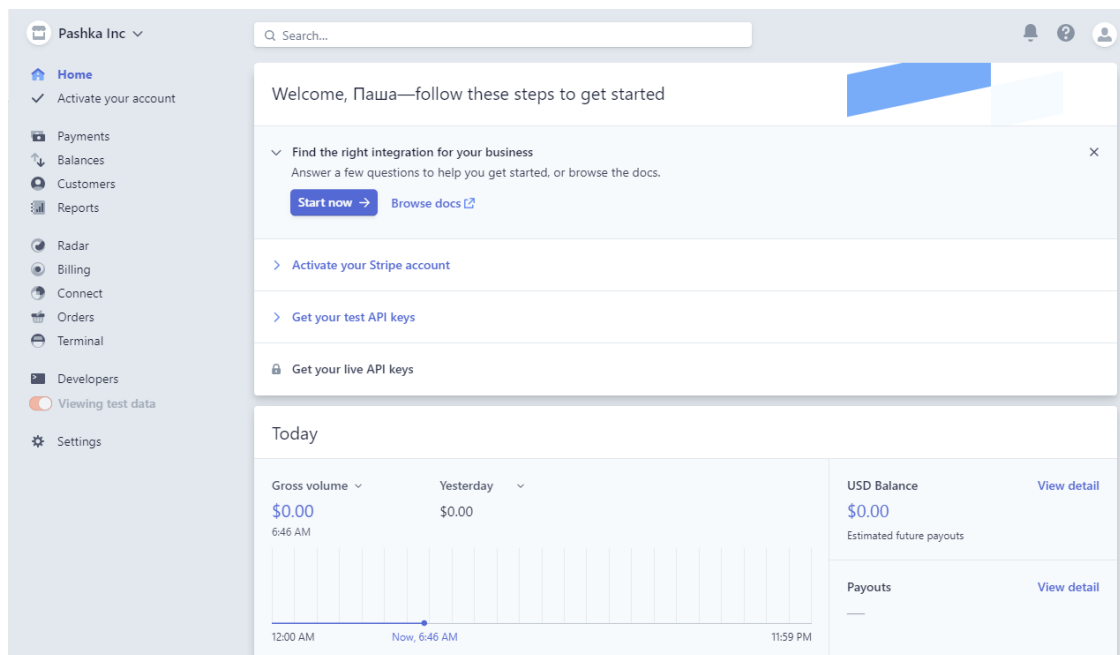 Pashka Inc
Search...
Home
Activate your account
Payments
Balances
Customers
Reports
Radar
Billing
Connect
Orders
Terminal
Developers
Viewing test data
Settings
Welcome, Паша—follow these steps to get started
Find the right integration for your business
Answer a few questions to help you get started, or browse the docs.
Start now → Browse docs
Activate your Stripe account
Get your test API keys
Get your live API keys
Today
Gross volume Yesterday
$0.00 $0.00
6:46 AM
12:00 AM Now, 6:46 AM 11:59 PM
USD Balance View detail
$0.00
Estimated future payouts
Payouts View detail
—